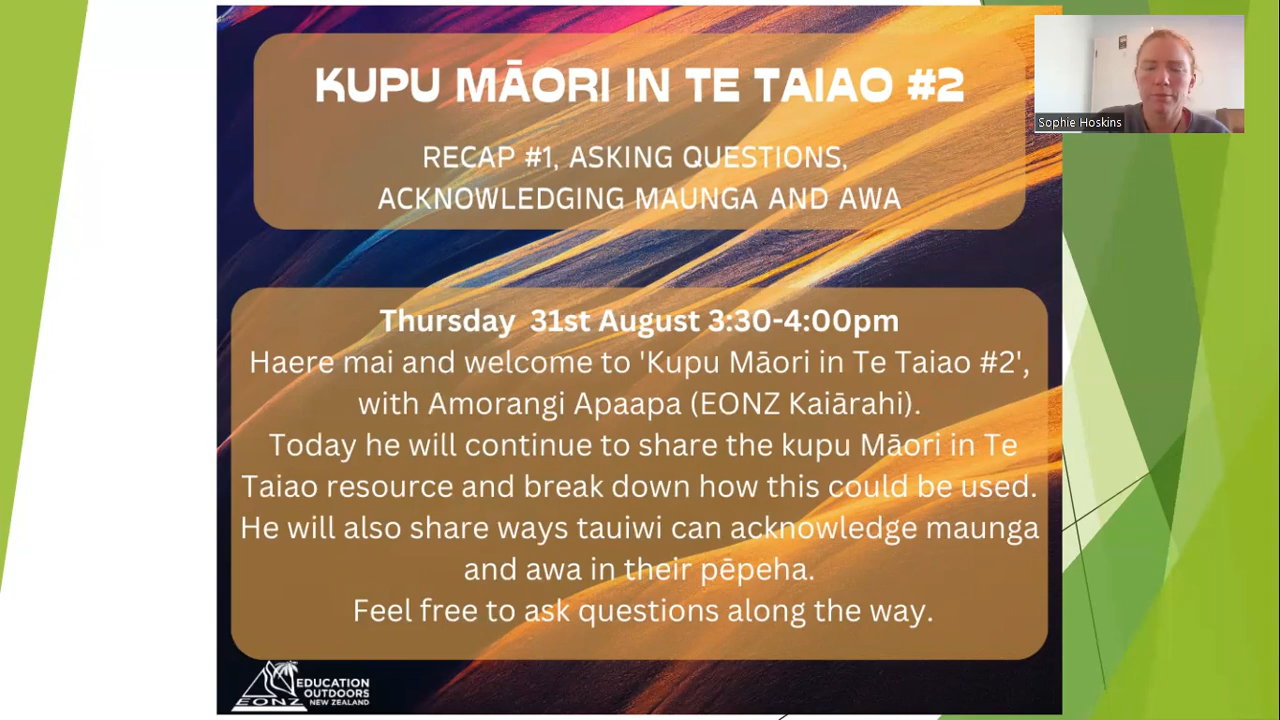 KUPU MĀORI IN TE TAIAO #2
RECAP #1, ASKING QUESTIONS,
ACKNOWLEDGING MAUNGA AND AWA
Sophie Hoskins
Thursday 31st August 3:30-4:00pm
Haere mai and welcome to 'Kupu Māori in Te Taiao #2',
with Amorangi Apaapa (EONZ Kaiārahi).
Today he will continue to share the kupu Māori in Te
Taiao resource and break down how this could be used.
He will also share ways tauiwi can acknowledge maunga
and awa in their pēpeha.
Feel free to ask questions along the way.
EONZ
EDUCATION
OUTDOORS
NEW ZEALAND